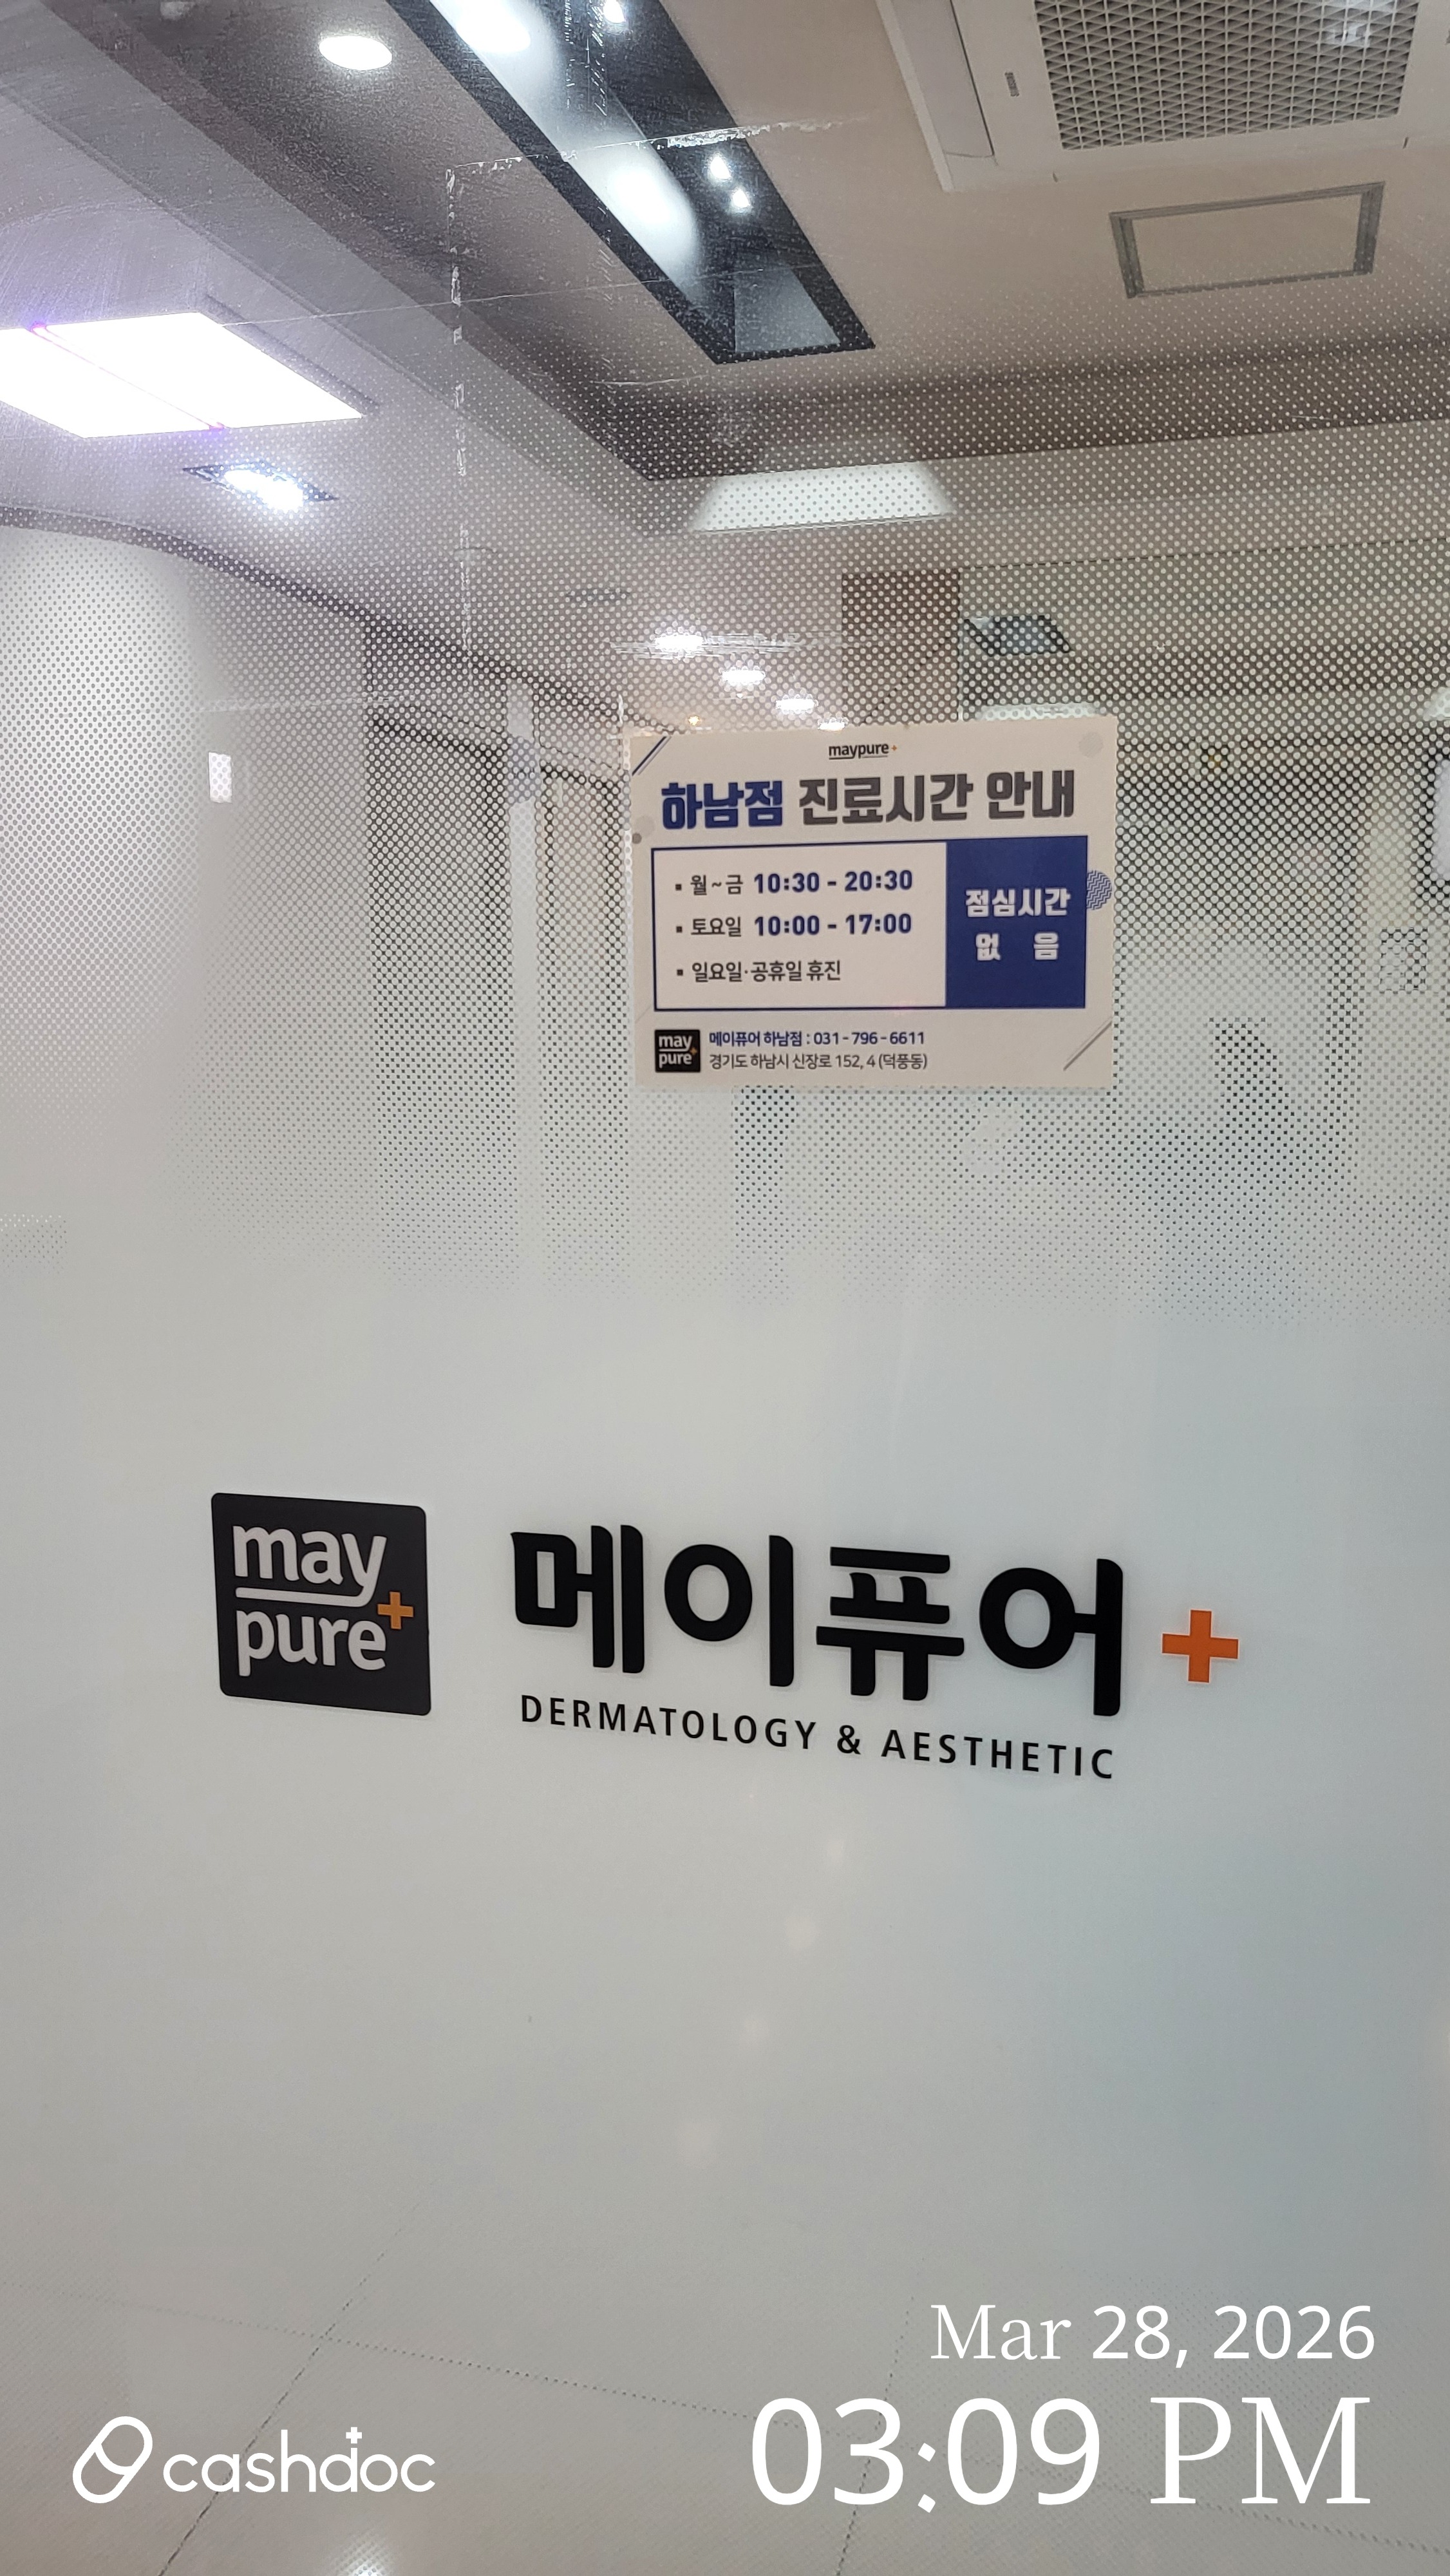 maypure+
하남점 진료시간 안내
▪ 월~금 10:30 - 20:30
▪ 토요일 10:00 - 17:00
▪ 일요일·공휴일 휴진
점심시간
없 음
may
pure+
메이퓨어 하남점 : 031-796-6611
경기도 하남시 신장로 152, 4 (덕풍동)
may
pure+
메이퓨어+
DERMATOLOGY & AESTHETIC
Mar 28, 2026
03:09 PM
cashdoc